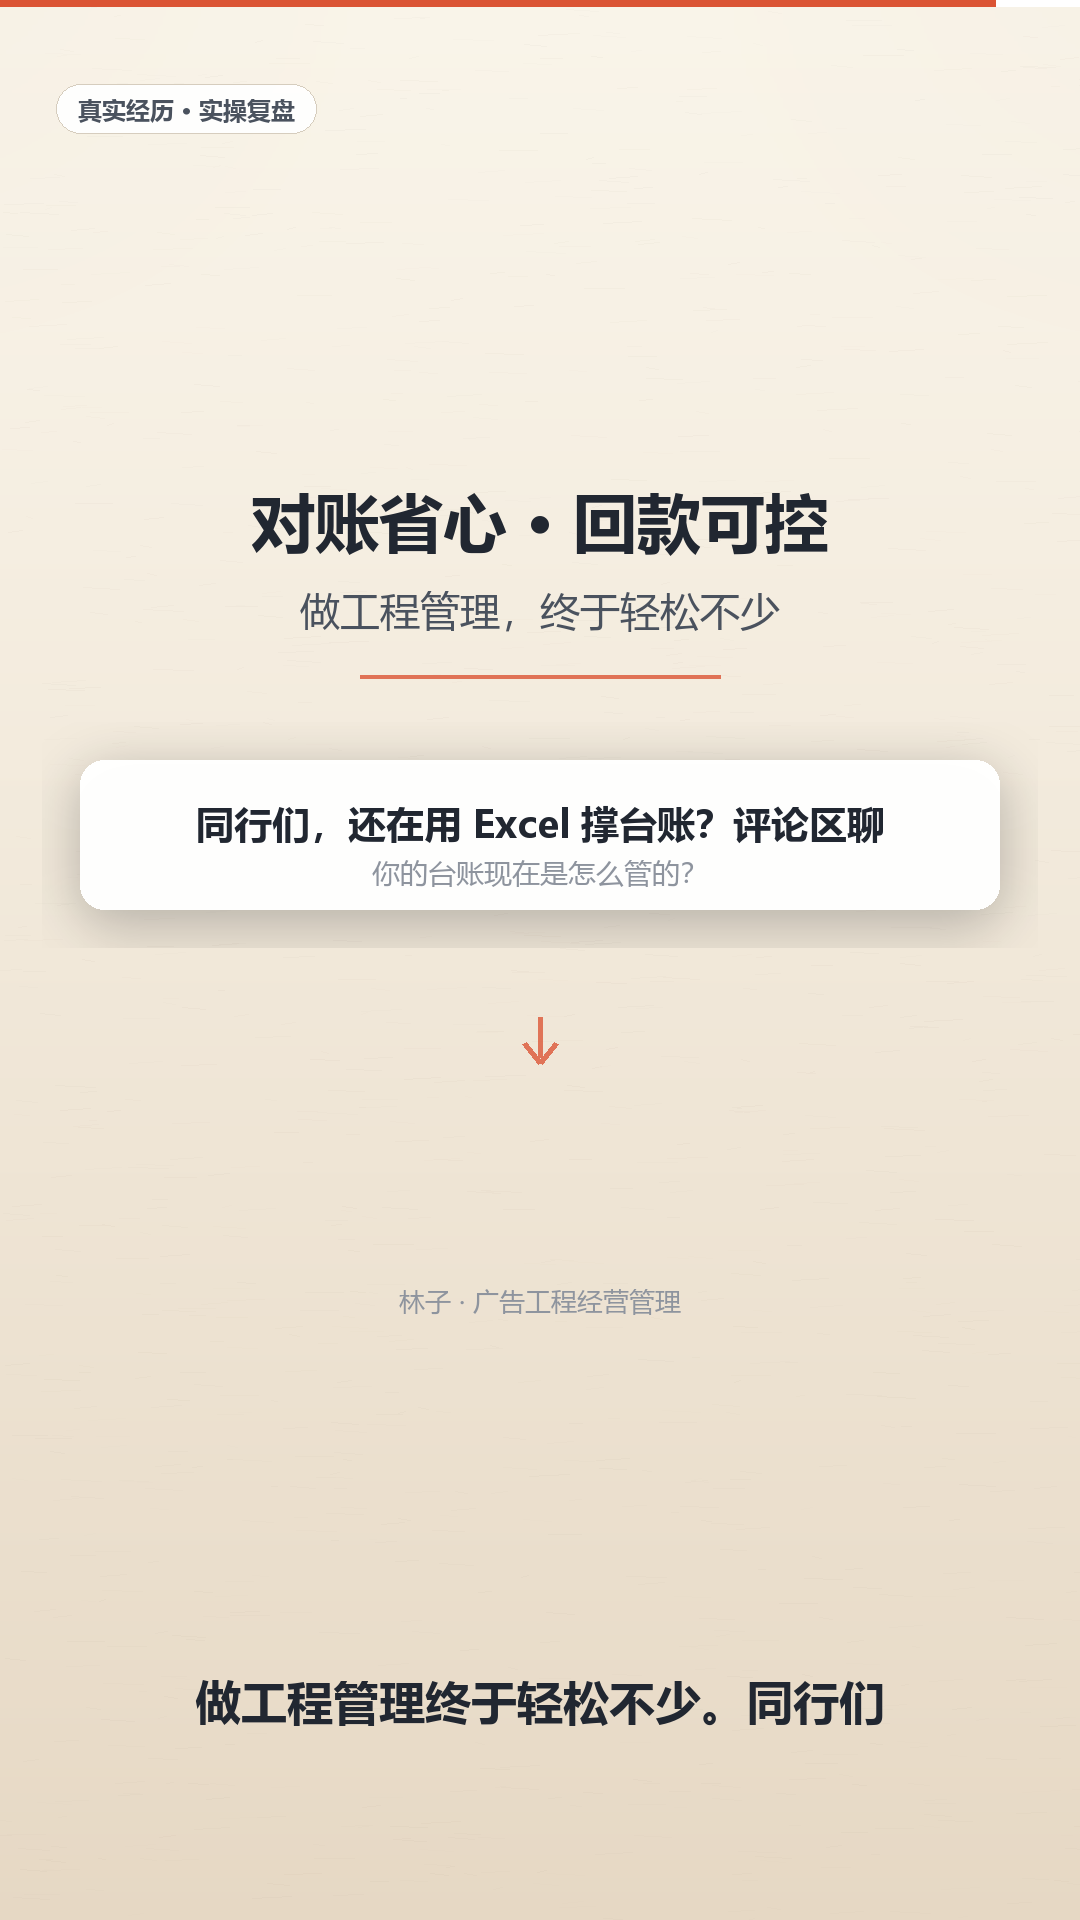 真实经历·实操复盘
对账省心·回款可控
做工程管理，终于轻松不少
同行们，还在用 Excel 撑台账？评论区聊
你的台账现在是怎么管的？
林子·广告工程经营管理
做工程管理终于轻松不少。同行们